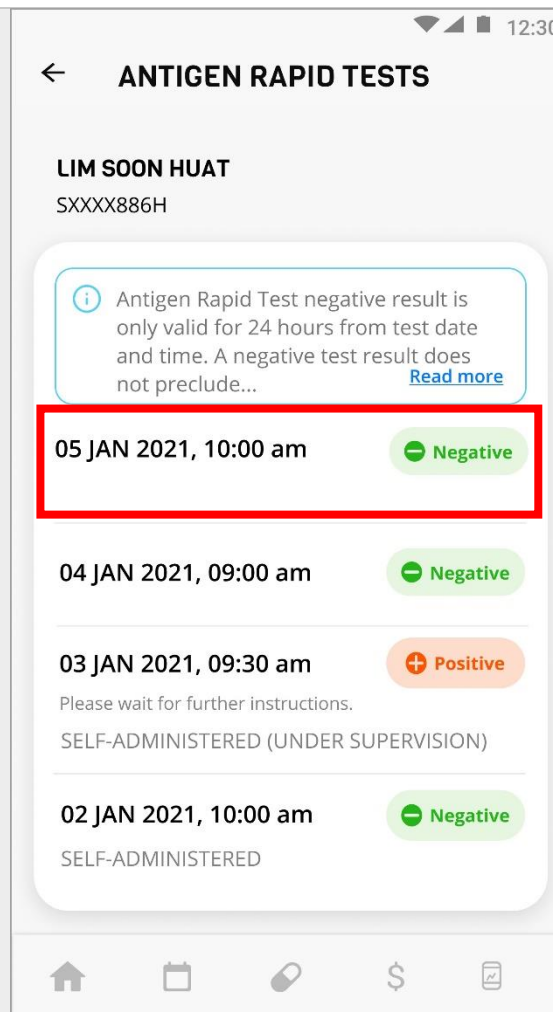 12:30
ANTIGEN RAPID TESTS
LIM SOON HUAT
SXXXX886H
Antigen Rapid Test negative result is
only valid for 24 hours from test date
and time. A negative test result does
not preclude... Read more
05 JAN 2021, 10:00 am Negative
04 JAN 2021, 09:00 am Negative
03 JAN 2021, 09:30 am Positive
Please wait for further instructions.
SELF-ADMINISTERED (UNDER SUPERVISION)
02 JAN 2021, 10:00 am Negative
SELF-ADMINISTERED